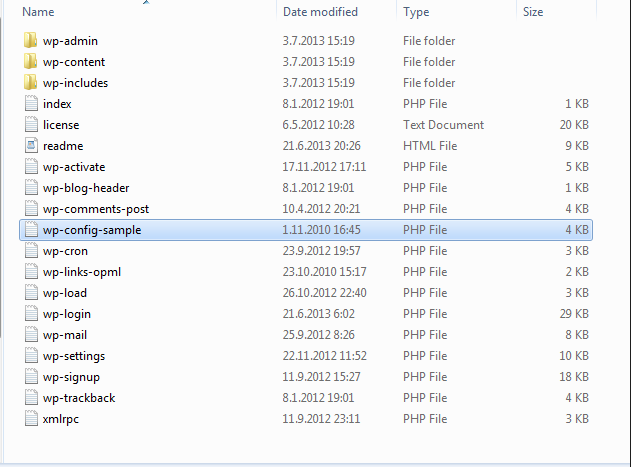 Name Date modified Type Size
wp-admin 3.7.2013 15:19 File folder
wp-content 3.7.2013 15:19 File folder
wp-includes 3.7.2013 15:19 File folder
index 8.1.2012 19:01 PHP File 1 KB
license 6.5.2012 10:28 Text Document 20 KB
readme 21.6.2013 20:26 HTML File 9 KB
wp-activate 17.11.2012 17:11 PHP File 5 KB
wp-blog-header 8.1.2012 19:01 PHP File 1 KB
wp-comments-post 10.4.2012 20:21 PHP File 4 KB
wp-config-sample 1.11.2010 16:45 PHP File 4 KB
wp-cron 23.9.2012 19:57 PHP File 3 KB
wp-links-opml 23.10.2010 15:17 PHP File 2 KB
wp-load 26.10.2012 22:40 PHP File 3 KB
wp-login 21.6.2013 6:02 PHP File 29 KB
wp-mail 25.9.2012 8:26 PHP File 8 KB
wp-settings 22.11.2012 11:52 PHP File 10 KB
wp-signup 11.9.2012 15:27 PHP File 18 KB
wp-trackback 8.1.2012 19:01 PHP File 4 KB
xmlrpc 11.9.2012 23:11 PHP File 3 KB